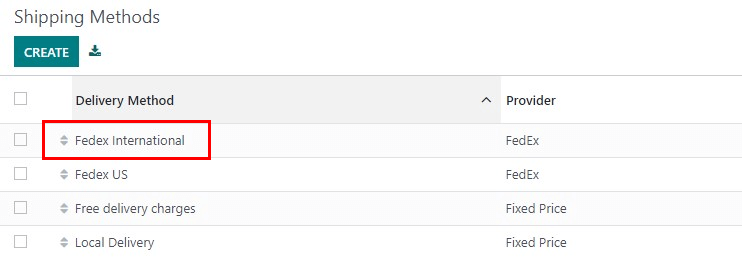 Shipping Methods
CREATE
Delivery Method Provider
Fedex International FedEx
Fedex US FedEx
Free delivery charges Fixed Price
Local Delivery Fixed Price